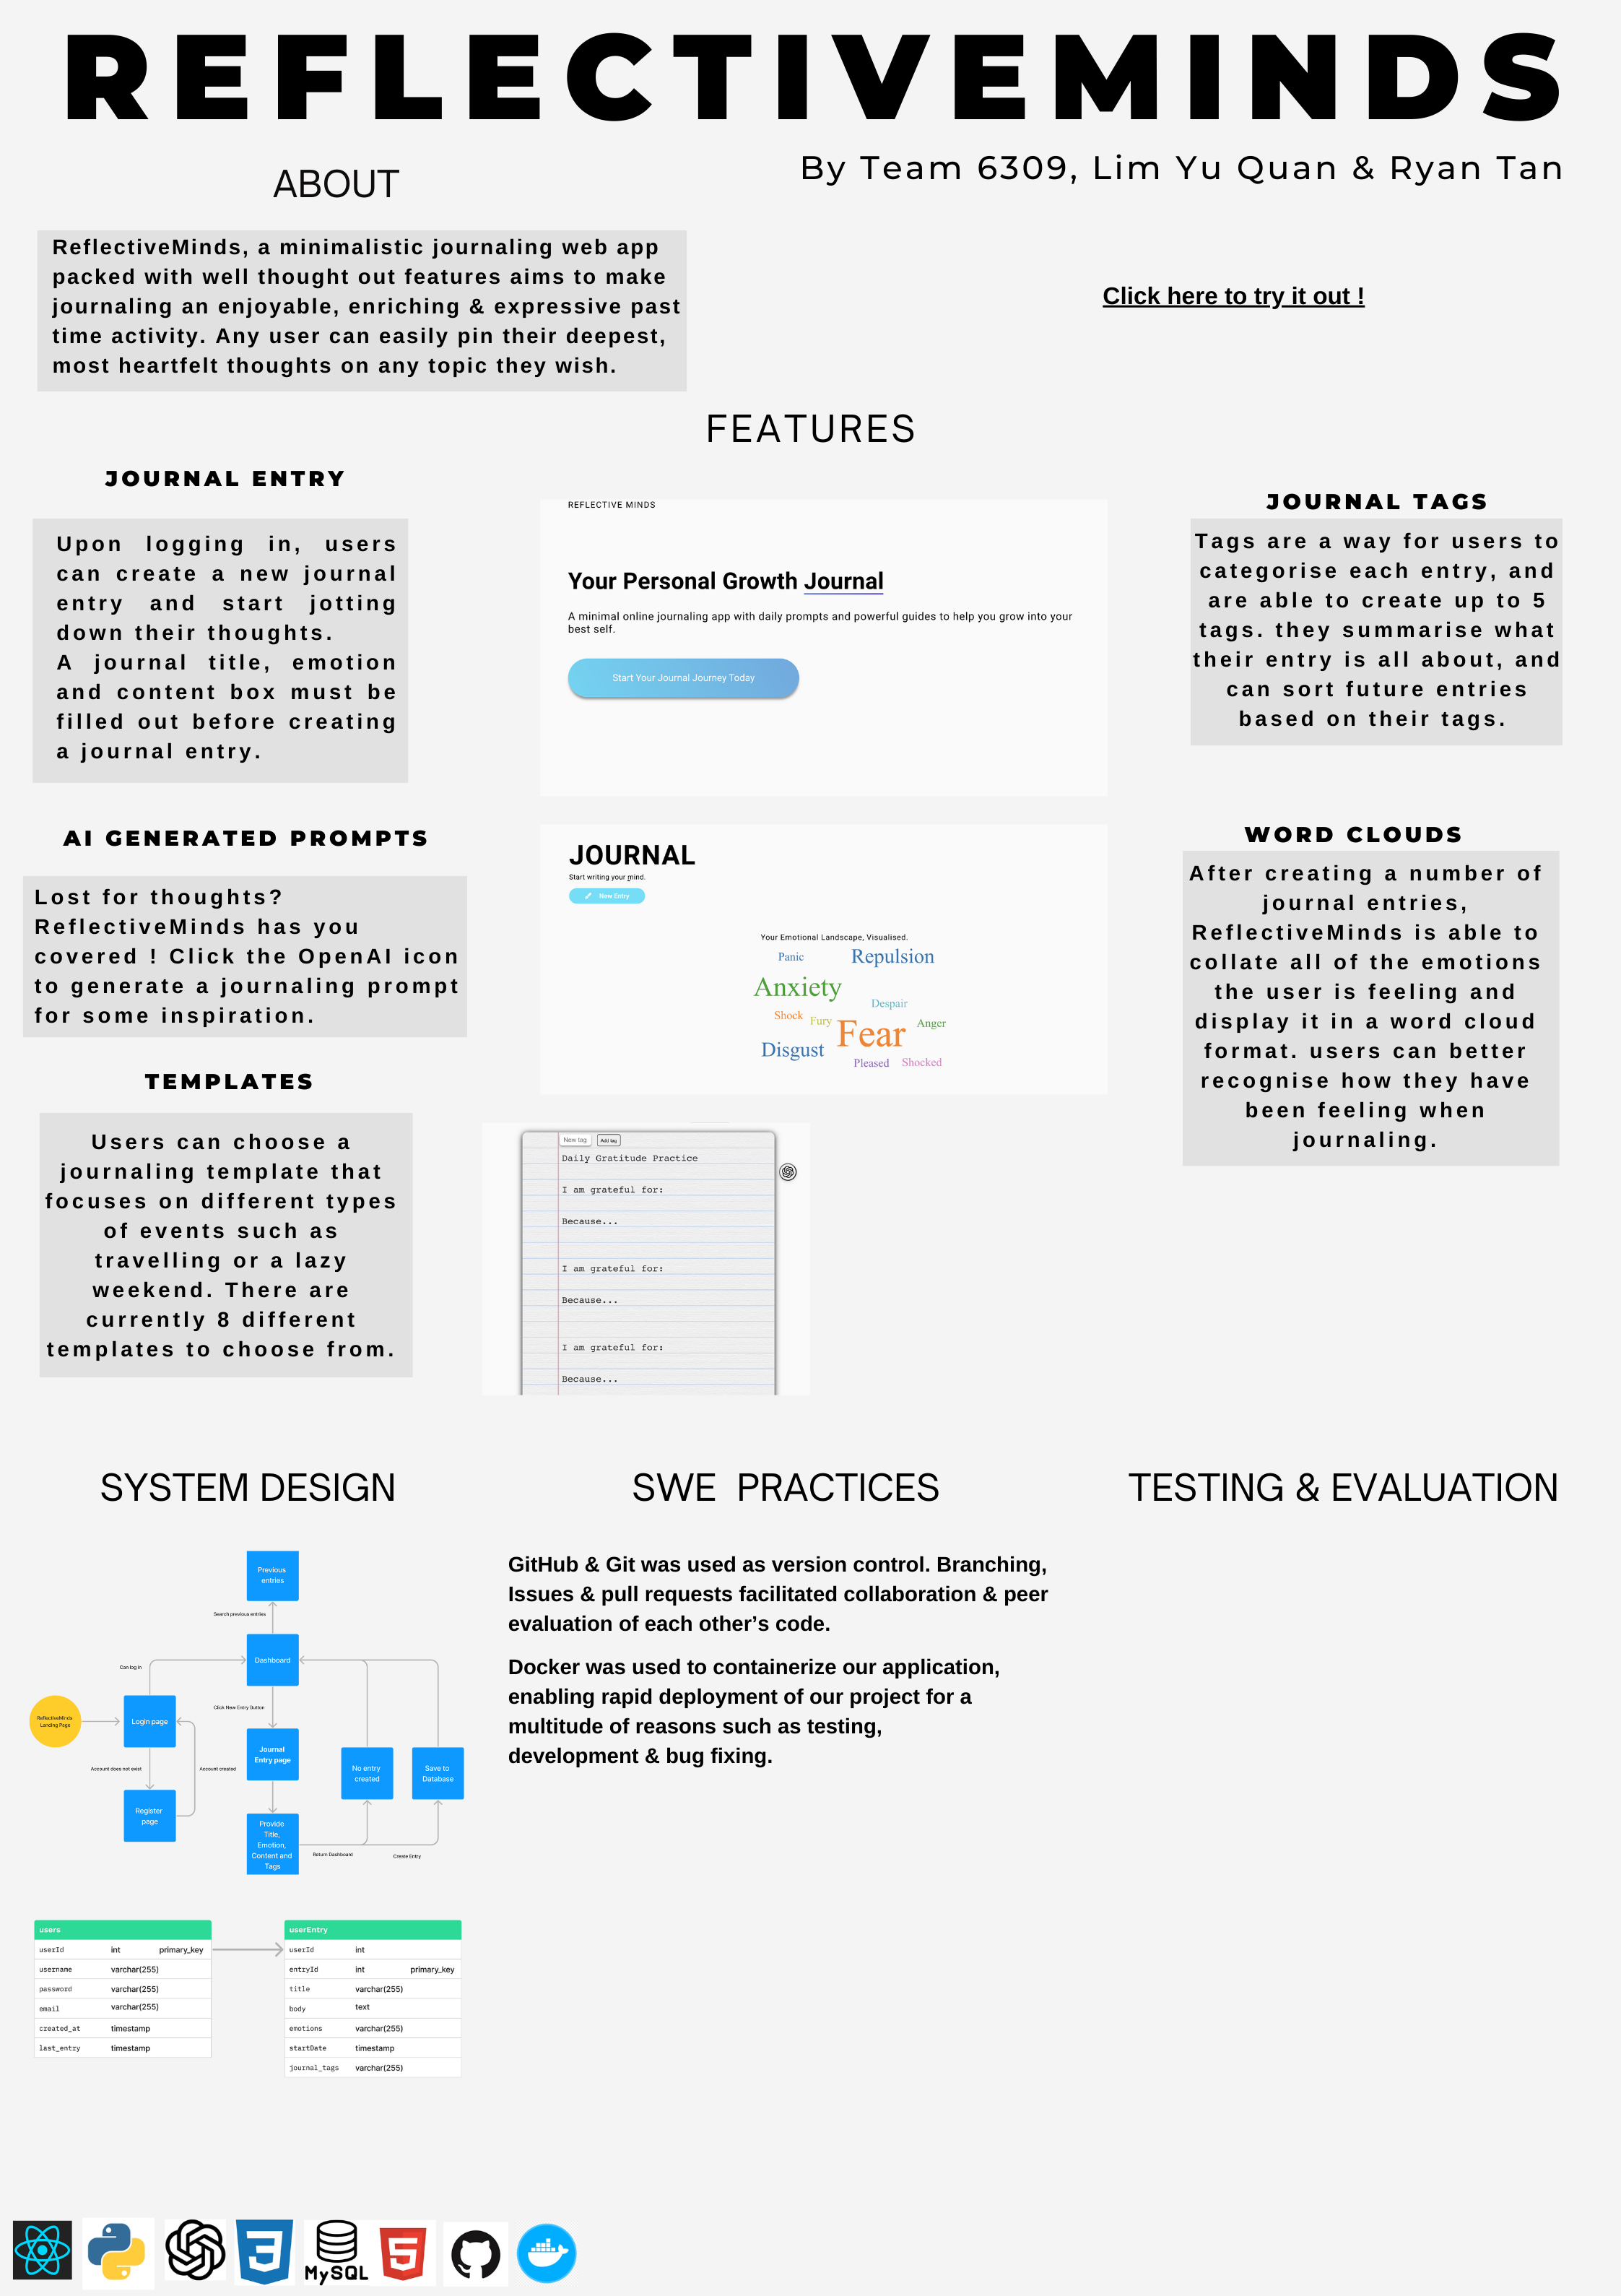 REFLECTIVEMINDS
By Team 6309, Lim Yu Quan & Ryan Tan
ABOUT
ReflectiveMinds, a minimalistic journaling web app
packed with well thought out features aims to make
journaling an enjoyable, enriching & expressive past
time activity. Any user can easily pin their deepest,
most heartfelt thoughts on any topic they wish.
Click here to try it out !
FEATURES
JOURNAL ENTRY
Upon logging in, users
can create a new journal
entry and start jotting
down their thoughts.
A journal title, emotion
and content box must be
filled out before creating
a journal entry.
AI GENERATED PROMPTS
Lost for thoughts?
ReflectiveMinds has you
covered ! Click the OpenAI icon
to generate a journaling prompt
for some inspiration.
TEMPLATES
Users can choose a
journaling template that
focuses on different types
of events such as
travelling or a lazy
weekend. There are
currently 8 different
templates to choose from.
REFLECTIVE MINDS
Your Personal Growth Journal
A minimal online journaling app with daily prompts and powerful guides to help you grow into your
best self.
Start Your Journal Journey Today
JOURNAL
Start writing your mind.
New Entry
Your Emotional Landscape, Visualised.
Panic
Repulsion
Anxiety
Despair
Shock
Fury
Fear
Anger
Disgust
Pleased
Shocked
New tag
Add tag
Daily Gratitude Practice
I am grateful for:
Because...
I am grateful for:
Because...
I am grateful for:
Because...
JOURNAL TAGS
Tags are a way for users to
categorise each entry, and
are able to create up to 5
tags. they summarise what
their entry is all about, and
can sort future entries
based on their tags.
WORD CLOUDS
After creating a number of
journal entries,
ReflectiveMinds is able to
collate all of the emotions
the user is feeling and
display it in a word cloud
format. users can better
recognise how they have
been feeling when
journaling.
SYSTEM DESIGN
Previous
entries
Search previous entries
Dashboard
Can log in
Click New Entry Button
ReflectiveMinds
Landing Page
Login page
Account does not exist
Account created
Register
page
Journal
Entry page
No entry
created
Save to
Database
Provide
Title,
Emotion,
Content and
Tags
Return Dashboard
Create Entry
users
userId int primary_key
username varchar(255)
password varchar(255)
email varchar(255)
created_at timestamp
last_entry timestamp
userEntry
userId int
entryId int primary_key
title varchar(255)
body text
emotions varchar(255)
startDate timestamp
journal_tags varchar(255)
SWE PRACTICES
GitHub & Git was used as version control. Branching,
Issues & pull requests facilitated collaboration & peer
evaluation of each other’s code.
Docker was used to containerize our application,
enabling rapid deployment of our project for a
multitude of reasons such as testing,
development & bug fixing.
TESTING & EVALUATION
3
MySQL
5